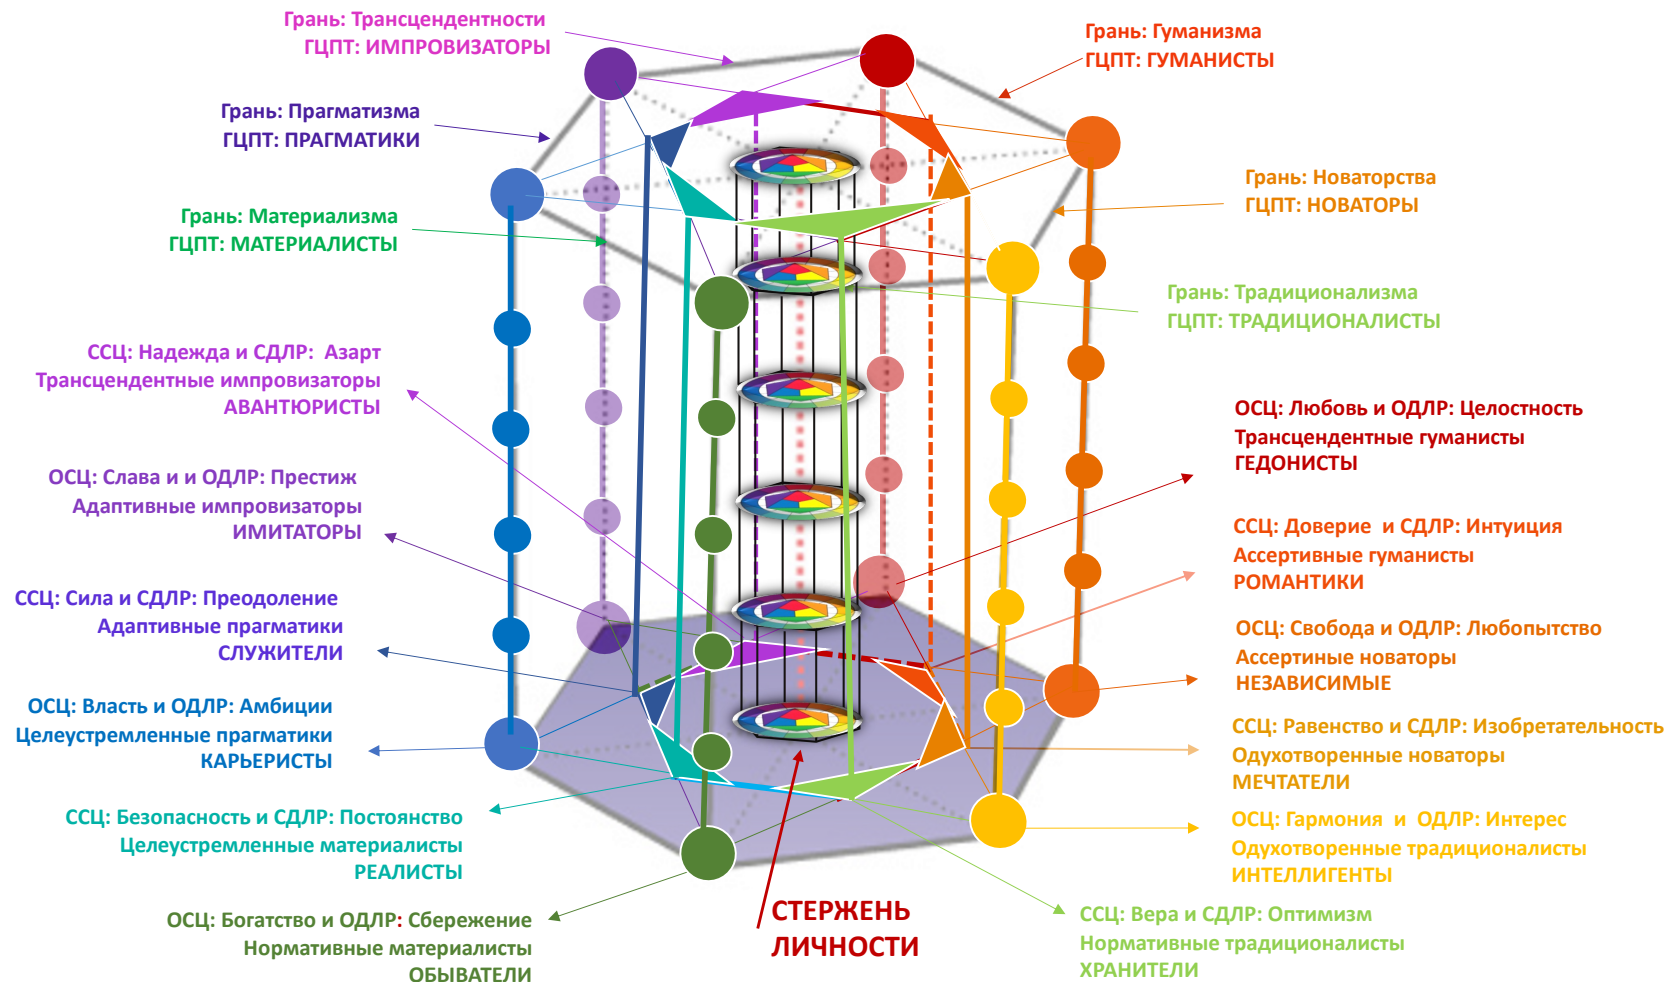 Грань: Трансцендентности
ГЦПТ: ИМПРОВИЗАТОРЫ
Грань: Гуманизма
ГЦПТ: ГУМАНИСТЫ
Грань: Прагматизма
ГЦПТ: ПРАГМАТИКИ
Грань: Новаторства
ГЦПТ: НОВАТОРЫ
Грань: Материализма
ГЦПТ: МАТЕРИАЛИСТЫ
Грань: Традиционализма
ГЦПТ: ТРАДИЦИОНАЛИСТЫ
ССЦ: Надежда и СДЛР: Азарт
Трансцендентные импровизаторы
АВАНТЮРИСТЫ
ОСЦ: Слава и и ОДЛР: Престиж
Адаптивные импровизаторы
ИМИТАТОРЫ
ССЦ: Сила и СДЛР: Преодоление
Адаптивные прагматики
СЛУЖИТЕЛИ
ОСЦ: Власть и ОДЛР: Амбиции
Целеустремленные прагматики
КАРЬЕРИСТЫ
ССЦ: Безопасность и СДЛР: Постоянство
Целеустремленные материалисты
РЕАЛИСТЫ
ОСЦ: Богатство и ОДЛР: Сбережение
Нормативные материалисты
ОБЫВАТЕЛИ
ОСЦ: Любовь и ОДЛР: Целостность
Трансцендентные гуманисты
ГЕДОНИСТЫ
ССЦ: Доверие и СДЛР: Интуиция
Ассертивные гуманисты
РОМАНТИКИ
ОСЦ: Свобода и ОДЛР: Любопытство
Ассертиные новаторы
НЕЗАВИСИМЫЕ
ССЦ: Равенство и СДЛР: Изобретательность
Одухотворенные новаторы
МЕЧТАТЕЛИ
ОСЦ: Гармония и ОДЛР: Интерес
Одухотворенные традиционалисты
ИНТЕЛЛИГЕНТЫ
ССЦ: Вера и СДЛР: Оптимизм
Нормативные традиционалисты
ХРАНИТЕЛИ
СТЕРЖЕНЬ
ЛИЧНОСТИ